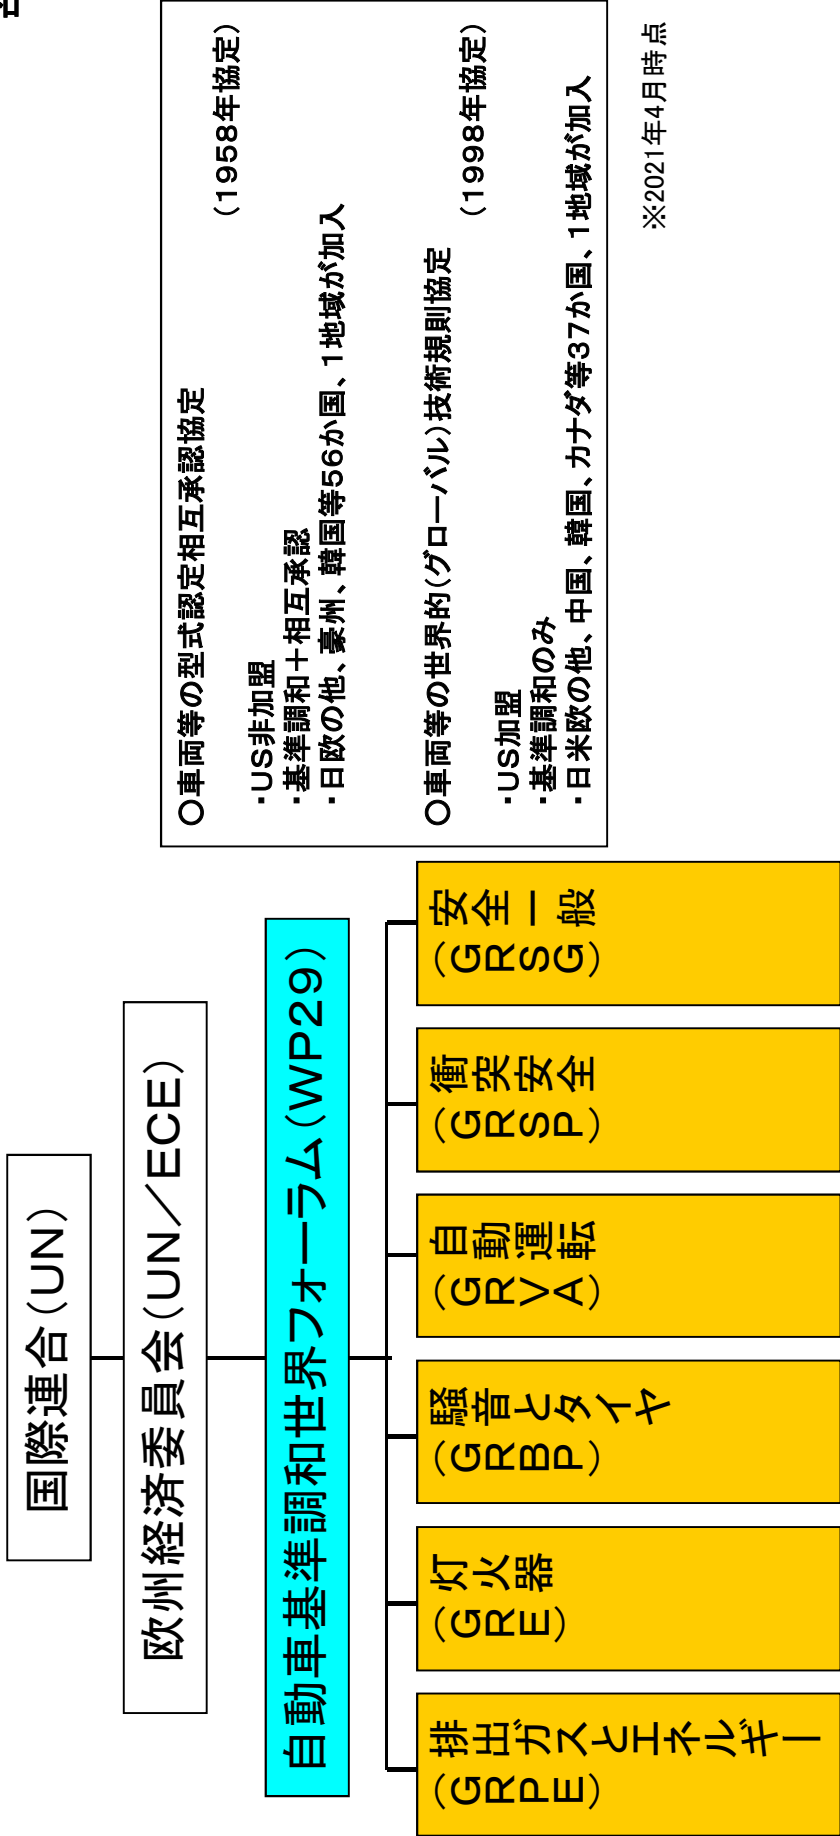 国際連合（UN）
欧州経済委員会（UN／ECE）
自動車基準調和世界フォーラム（WP29）
排出ガスとエネルギー
（GRPE）
灯火器
（GRE）
騒音とタイヤ
（GRBP）
自動運転
（GRVA）
衝突安全
（GRSP）
安全一般
（GRSG）
○車両等の型式認定相互承認協定
（1958年協定）
・US非加盟
・基準調和＋相互承認
・日欧の他、豪州、韓国等56か国、1地域が加入
○車両等の世界的（グローバル）技術規則協定
（1998年協定）
・US加盟
・基準調和のみ
・日米欧の他、中国、韓国、カナダ等37か国、1地域が加入
※2021年4月時点